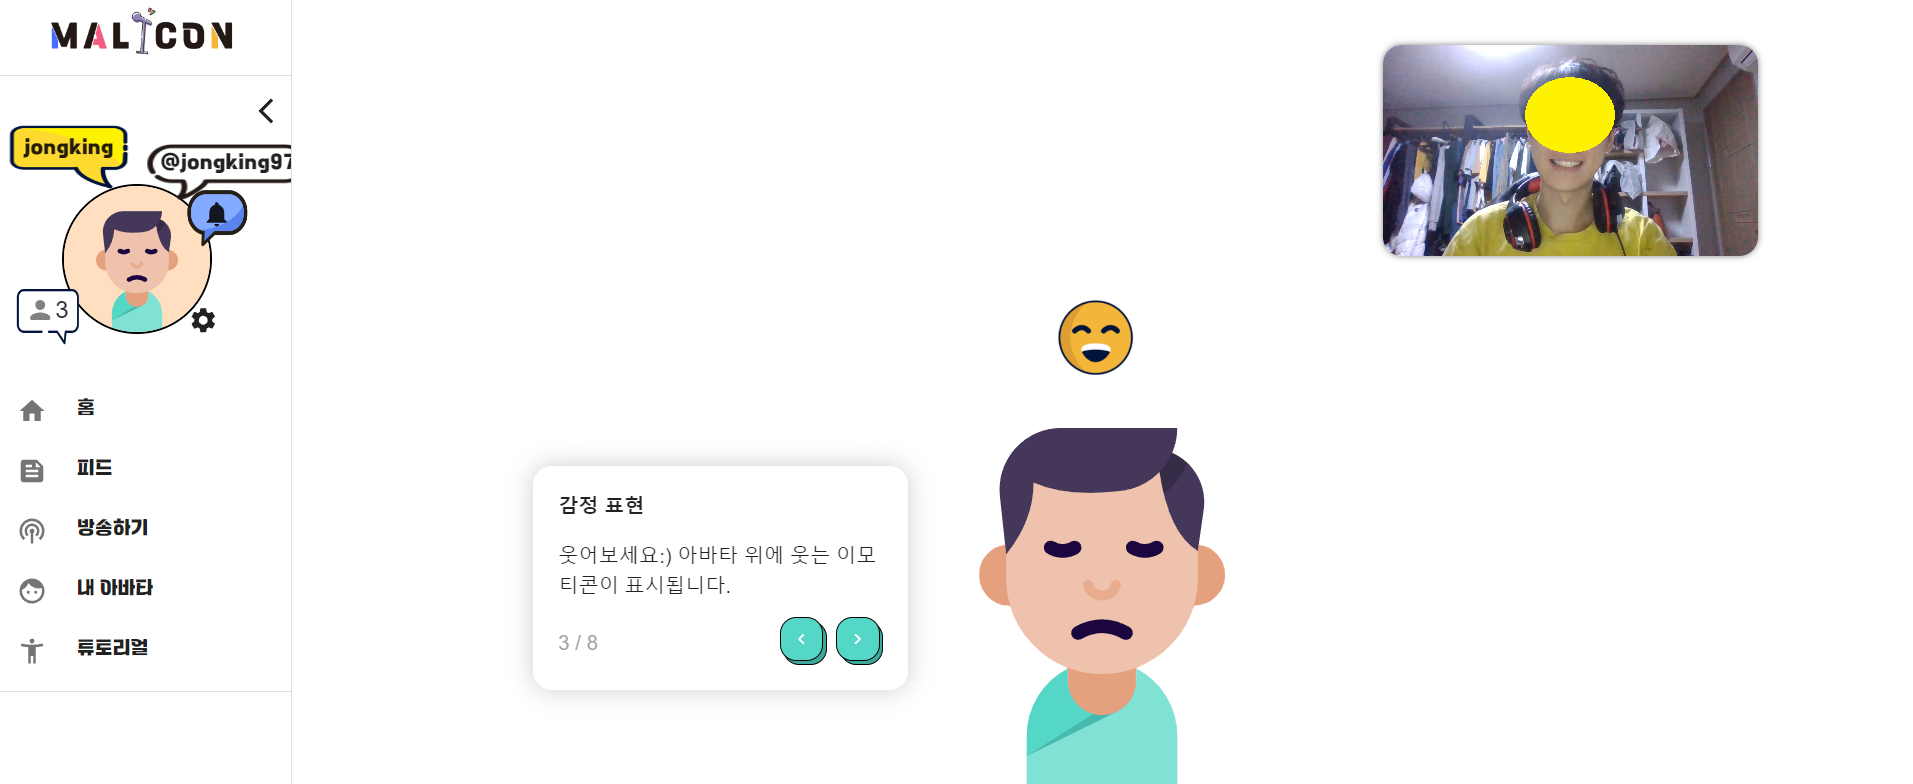 MALICON
jongking
@jongking97
3
홈
피드
방송하기
내 아바타
튜토리얼
감정 표현
웃어보세요:) 아바타 위에 웃는 이모
티콘이 표시됩니다.
3 / 8